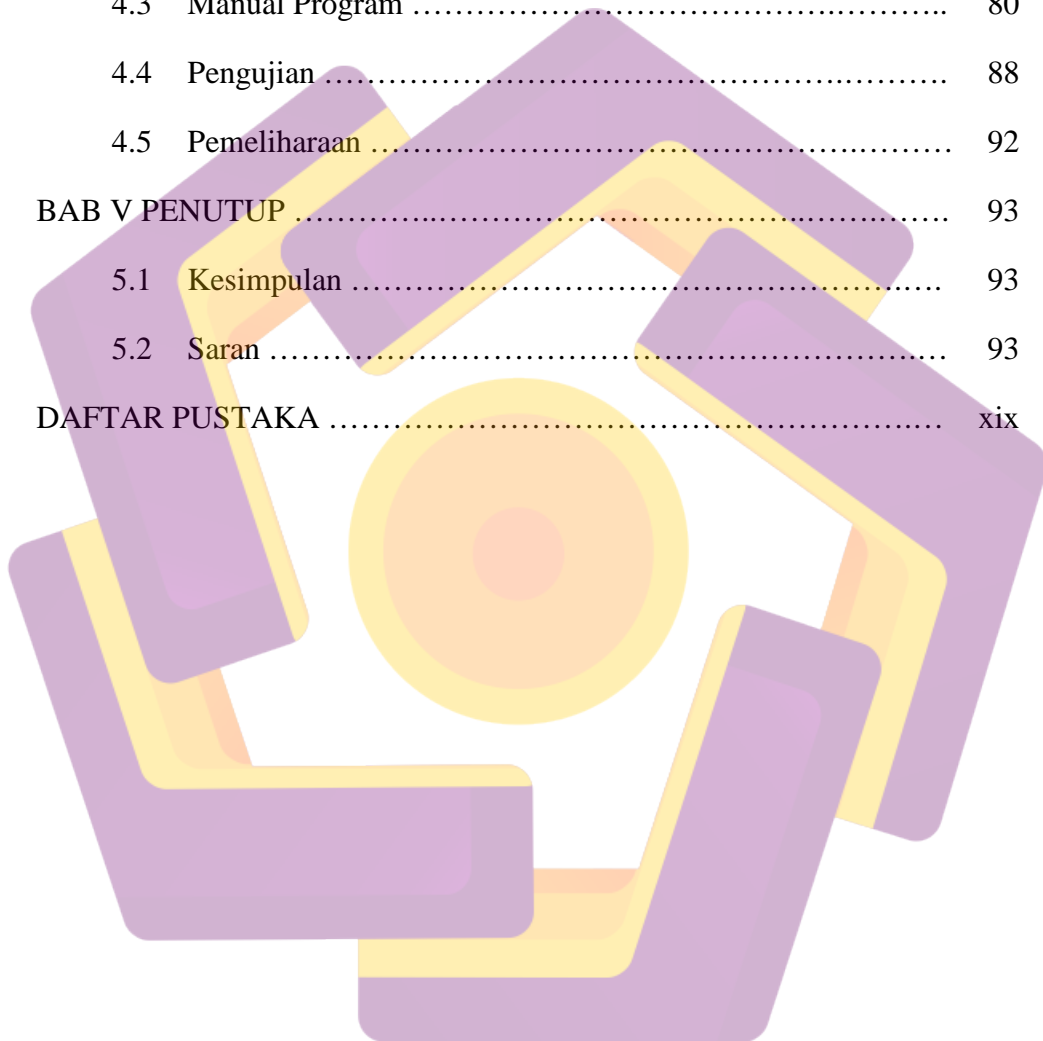 4.3 Manual Program ………………………………………….. 80
4.4 Pengujian ……………………………………………………. 88
4.5 Pemeliharaan ………………………………………………… 92
BAB V PENUTUP …………………………………………………………. 93
5.1 Kesimpulan …………………………………………………. 93
5.2 Saran ………………………………………………………… 93
DAFTAR PUSTAKA ……………………………………………………… xix